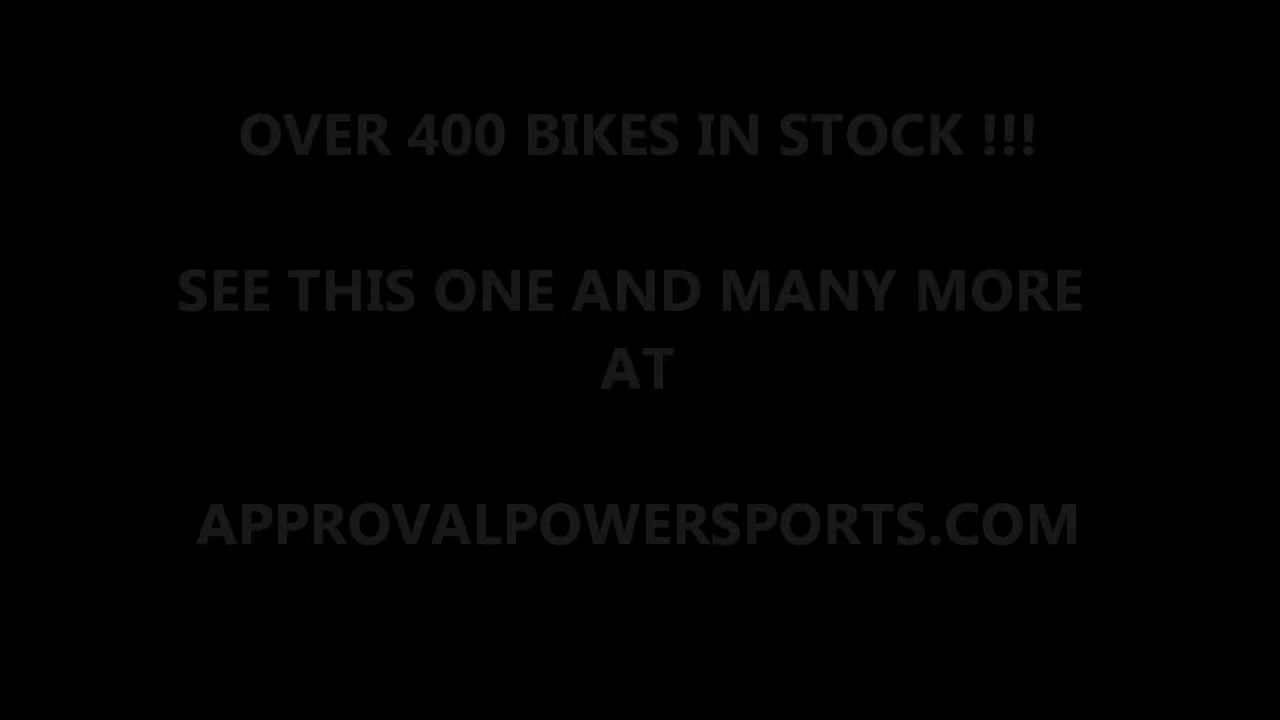 OVER 400 BIKES IN STOCK !!!
SEE THIS ONE AND MANY MORE
AT
APPROVALPOWERSPORTS.COM